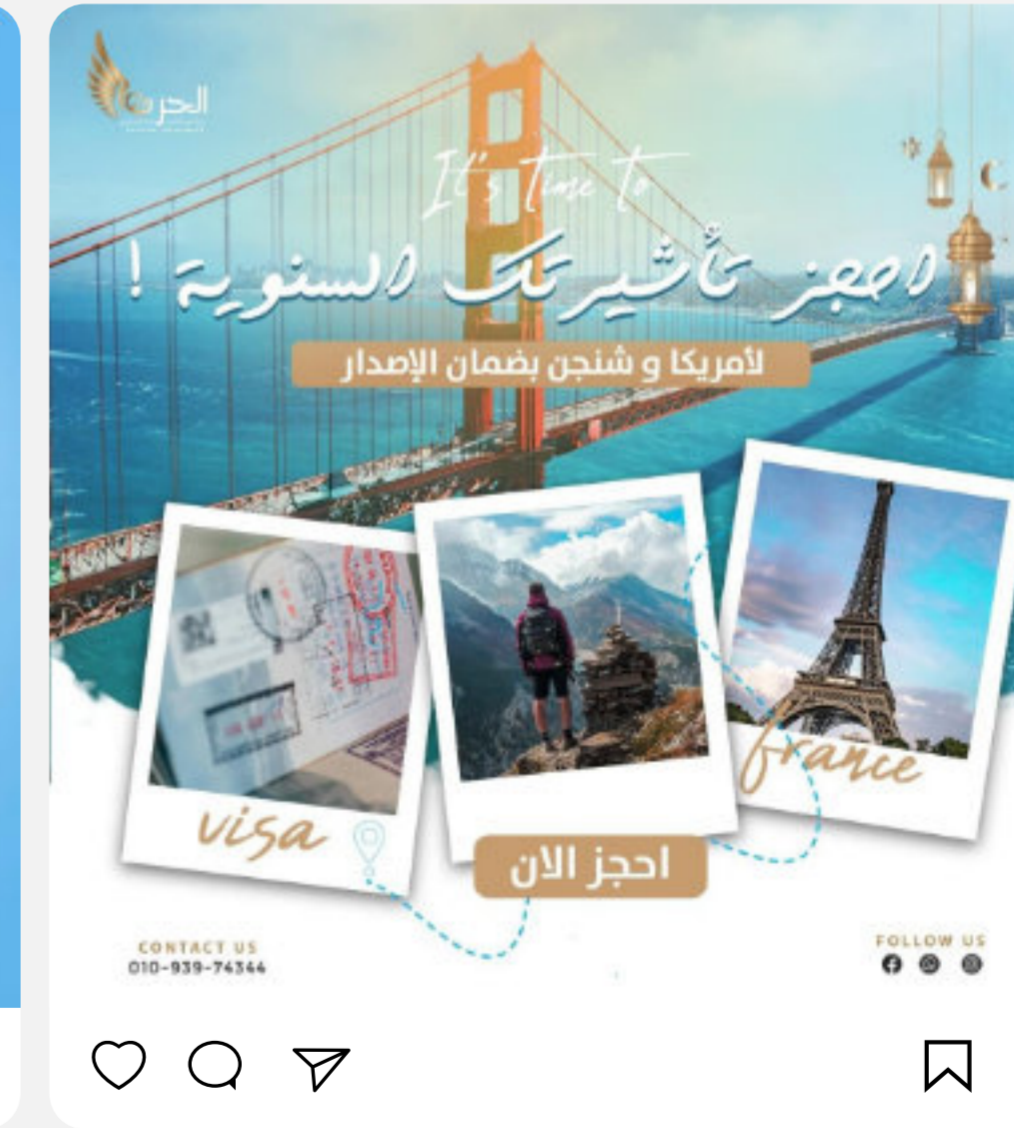 It's time to
احجز تأشيرتك السنوية !
لأمريكا و شنجن بضمان الإصدار
visa
france
احجز الان
CONTACT US
010-939-74344
FOLLOW US